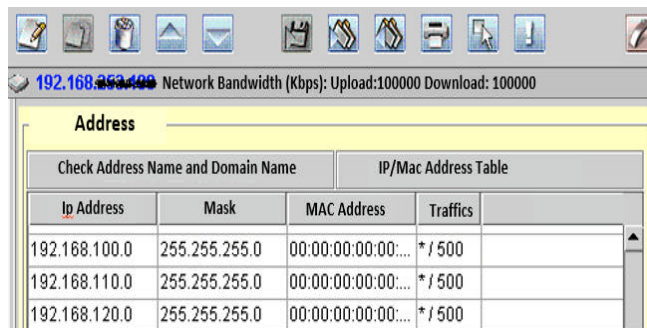 192.168. Network Bandwidth (Kbps): Upload:100000 Download: 100000
Address
Check Address Name and Domain Name IP/Mac Address Table
Ip Address Mask MAC Address Traffics
192.168.100.0 255.255.255.0 00:00:00:00:00:... * / 500
192.168.110.0 255.255.255.0 00:00:00:00:00:... * / 500
192.168.120.0 255.255.255.0 00:00:00:00:00:... * / 500